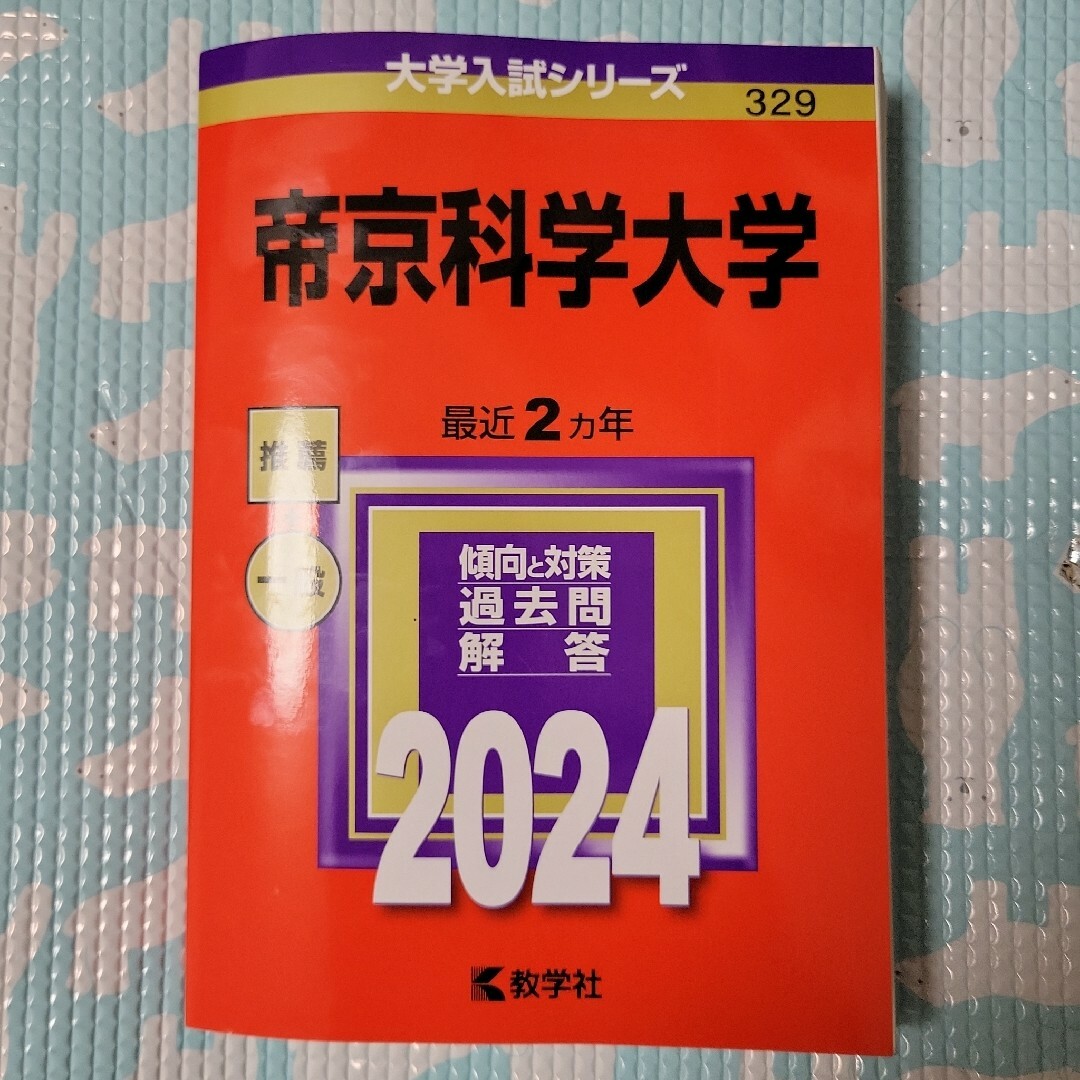 大学入試シリーズ
329
帝京科学大学
最近2カ年
推薦
一般
傾向と対策
過去問
解答
2024
教学社